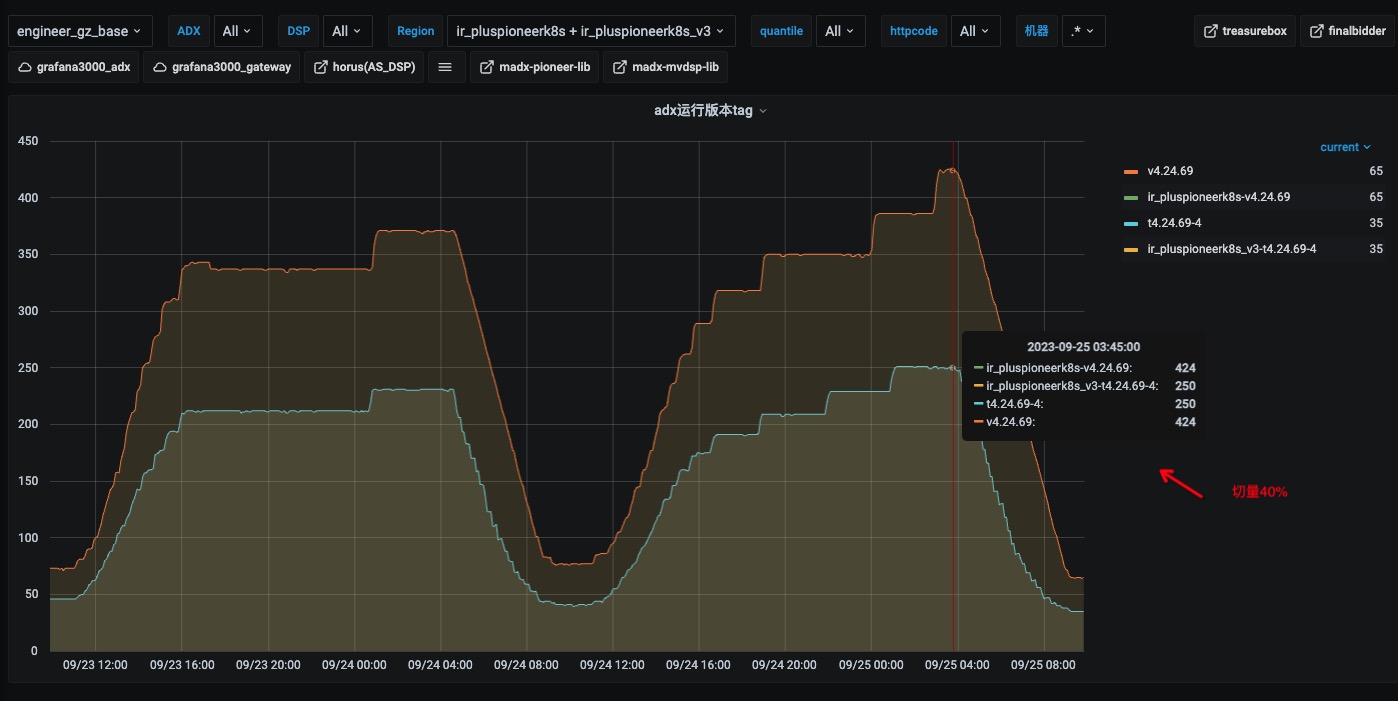 engineer_gz_base ADX All DSP All Region ir_pluspioneerk8s + ir_pluspioneerk8s_v3 quantile All httpcode All 机器 .* treasurebox finalbidder
grafana3000_adx grafana3000_gateway horus(AS_DSP) madx-pioneer-lib madx-mvdsp-lib
adx运行版本tag
450
400
350
300
250
200
150
100
50
0
09/23 12:00 09/23 16:00 09/23 20:00 09/24 00:00 09/24 04:00 09/24 08:00 09/24 12:00 09/24 16:00 09/24 20:00 09/25 00:00 09/25 04:00 09/25 08:00
current
v4.24.69 65
ir_pluspioneerk8s-v4.24.69 65
t4.24.69-4 35
ir_pluspioneerk8s_v3-t4.24.69-4 35
2023-09-25 03:45:00
ir_pluspioneerk8s-v4.24.69: 424
ir_pluspioneerk8s_v3-t4.24.69-4: 250
t4.24.69-4: 250
v4.24.69: 424
切量40%